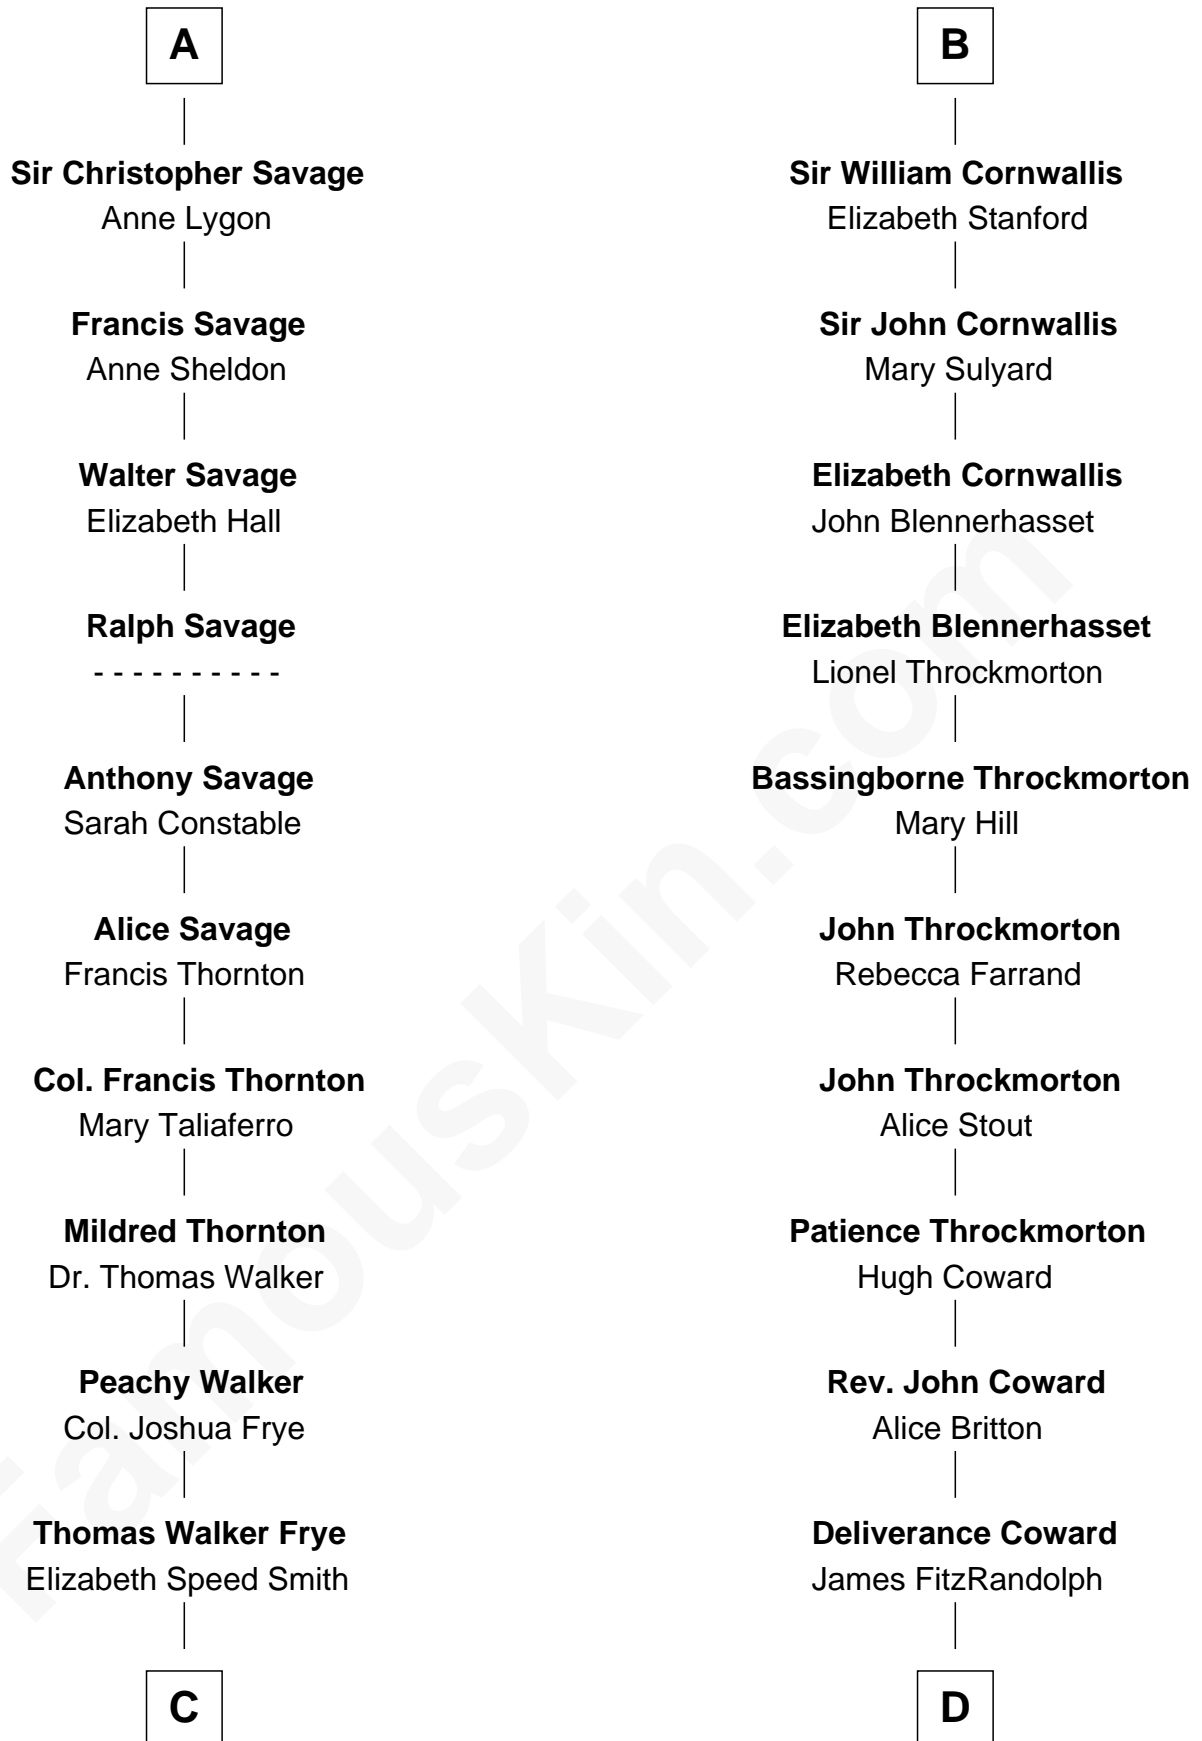 A
Sir Christopher Savage
Anne Lygon
Francis Savage
Anne Sheldon
Walter Savage
Elizabeth Hall
Ralph Savage
- - - - - - - - - -
Anthony Savage
Sarah Constable
Alice Savage
Francis Thornton
Col. Francis Thornton
Mary Taliaferro
Mildred Thornton
Dr. Thomas Walker
Peachy Walker
Col. Joshua Frye
Thomas Walker Frye
Elizabeth Speed Smith
C
B
Sir William Cornwallis
Elizabeth Stanford
Sir John Cornwallis
Mary Sulyard
Elizabeth Cornwallis
John Blennerhasset
Elizabeth Blennerhasset
Lionel Throckmorton
Bassingborne Throckmorton
Mary Hill
John Throckmorton
Rebecca Farrand
John Throckmorton
Alice Stout
Patience Throckmorton
Hugh Coward
Rev. John Coward
Alice Britton
Deliverance Coward
James FitzRandolph
D
FamousKin.com